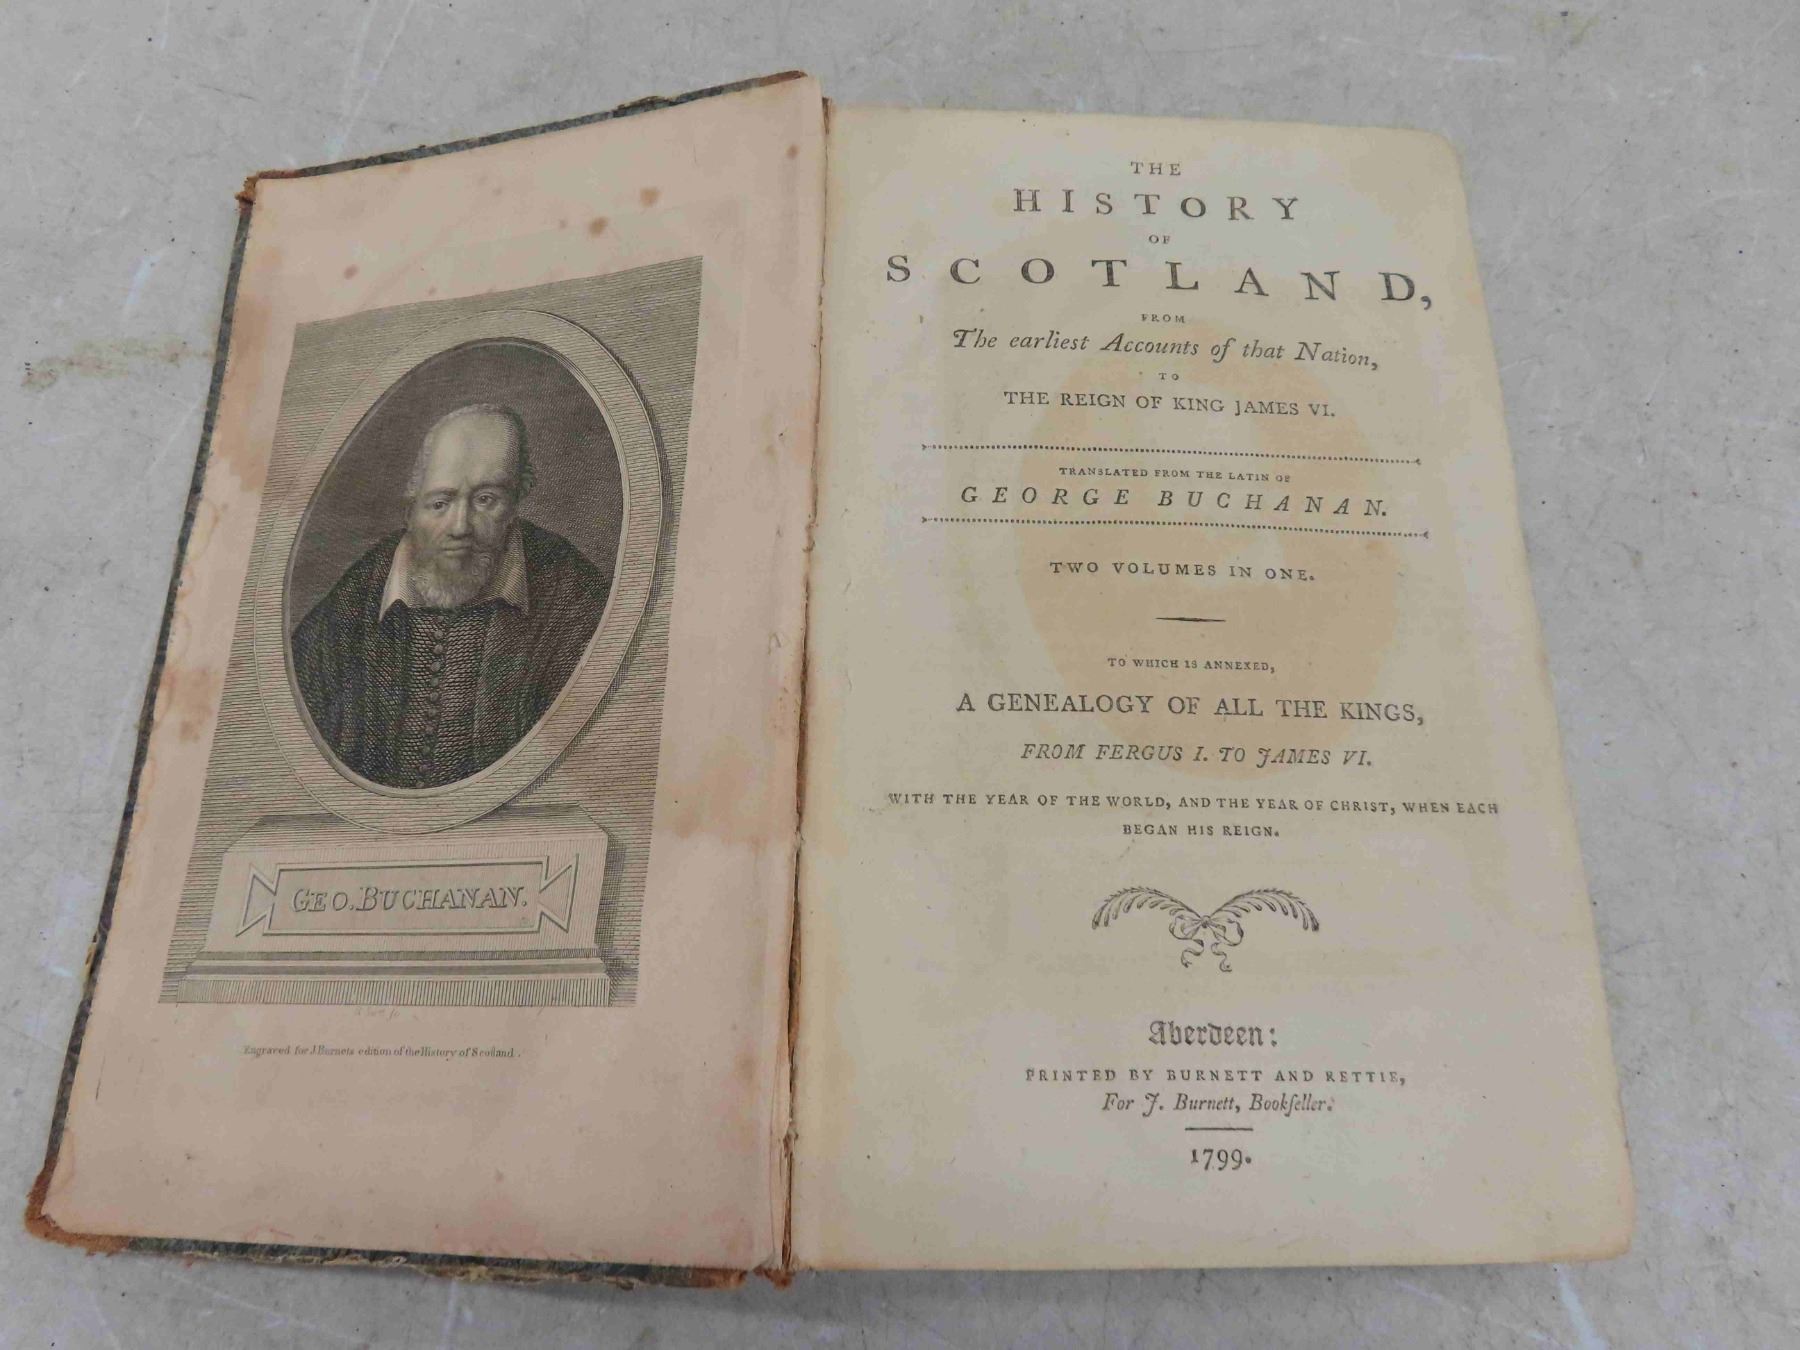 GEO. BUCHANAN.
Engraved for J. Burnets edition of the History of Scotland.
THE
HISTORY
OF
SCOTLAND,
FROM
The earliest Accounts of that Nation,
TO
THE REIGN OF KING JAMES VI.
TRANSLATED FROM THE LATIN OF
GEORGE BUCHANAN.
TWO VOLUMES IN ONE.
TO WHICH IS ANNEXED,
A GENEALOGY OF ALL THE KINGS,
FROM FERGUS I. TO JAMES VI.
WITH THE YEAR OF THE WORLD, AND THE YEAR OF CHRIST, WHEN EACH
BEGAN HIS REIGN.
Aberdeen:
PRINTED BY BURNETT AND RETTIE,
For J. Burnett, Bookſeller.
1799.